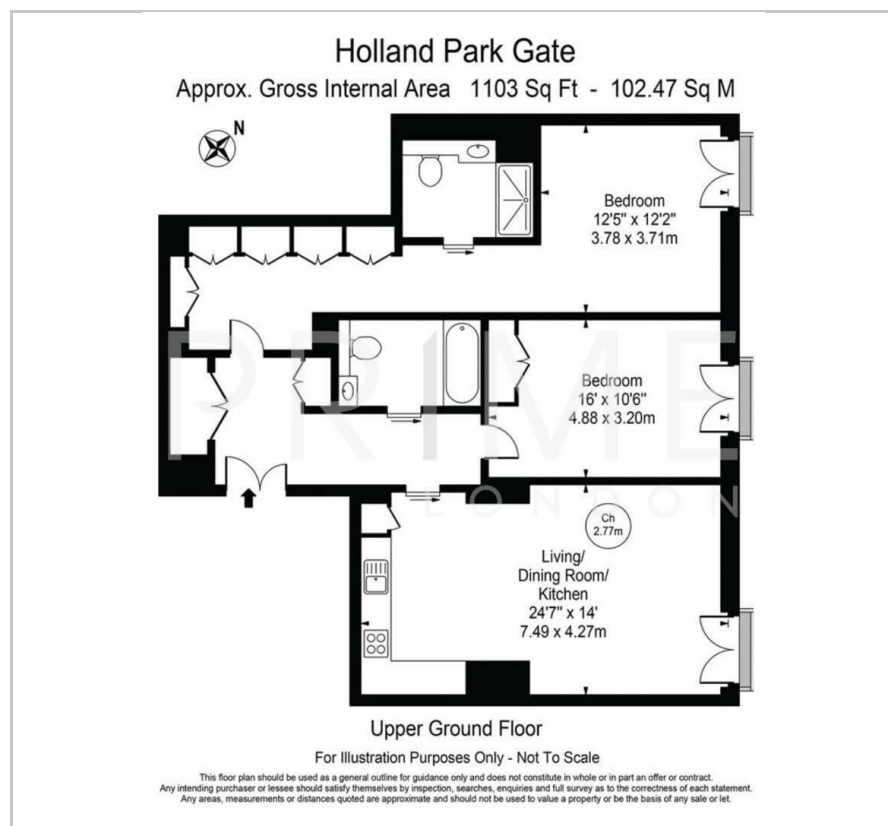 Holland Park Gate
Approx. Gross Internal Area 1103 Sq Ft - 102.47 Sq M
N
Bedroom
12'5" x 12'2"
3.78 x 3.71m
PRIME
Bedroom
16' x 10'6"
4.88 x 3.20m
LONDON
Ch
2.77m
Living/
Dining Room/
Kitchen
24'7" x 14'
7.49 x 4.27m
Upper Ground Floor
For Illustration Purposes Only - Not To Scale
This floor plan should be used as a general outline for guidance only and does not constitute in whole or in part an offer or contract.
Any intending purchaser or lessee should satisfy themselves by inspection, searches, enquiries and full survey as to the correctness of each statement.
Any areas, measurements or distances quoted are approximate and should not be used to value a property or be the basis of any sale or let.